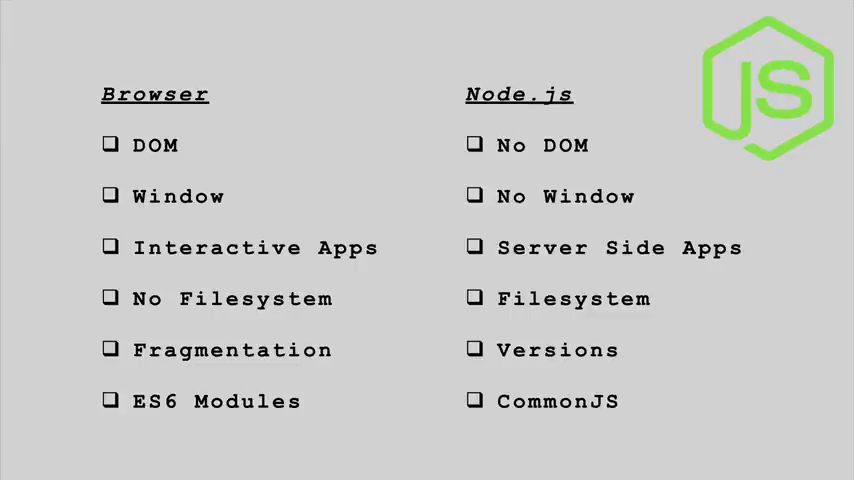 Browser
❑ DOM
❑ Window
❑ Interactive Apps
❑ No Filesystem
❑ Fragmentation
❑ ES6 Modules
Node.js
❑ No DOM
❑ No Window
❑ Server Side Apps
❑ Filesystem
❑ Versions
❑ CommonJS
JS